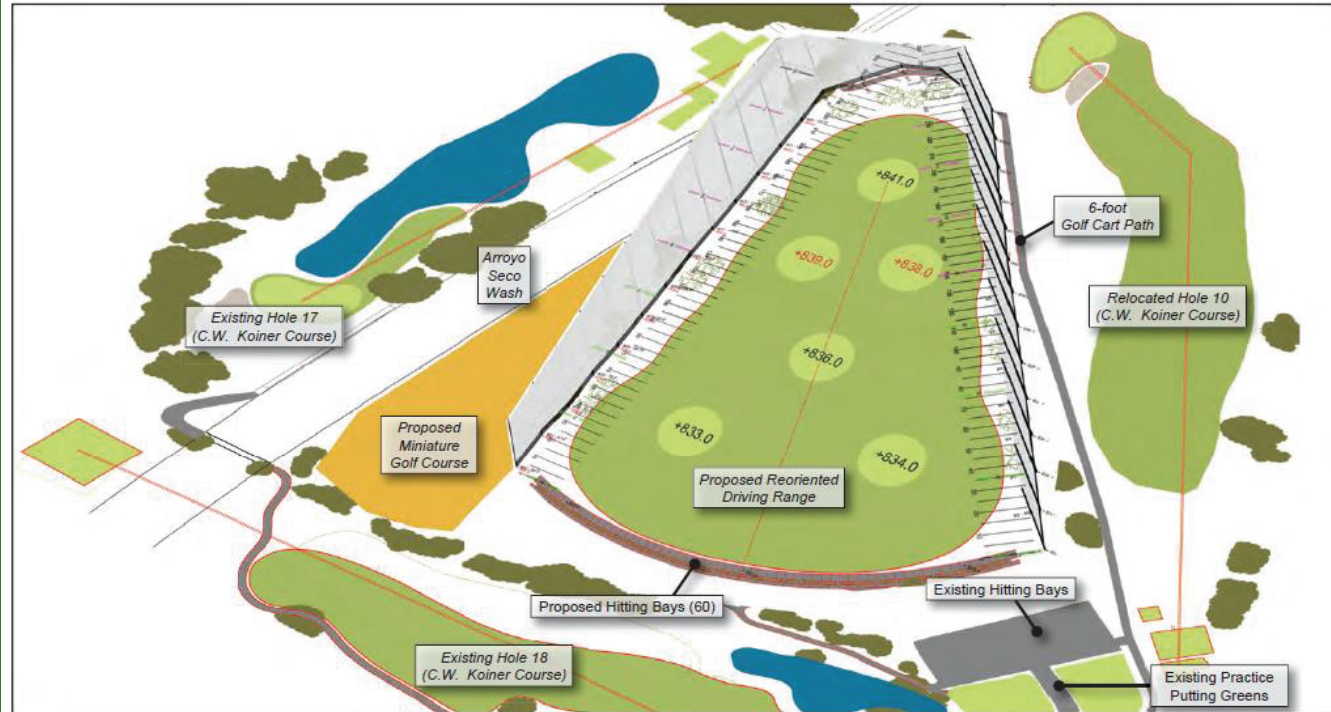 +841.0
6-foot
Golf Cart Path
+839.0
+838.0
Arroyo
Seco
Wash
Existing Hole 17
(C.W. Koiner Course)
Relocated Hole 10
(C.W. Koiner Course)
+836.0
Proposed
Miniature
Golf Course
+833.0
+834.0
Proposed Reoriented
Driving Range
Existing Hitting Bays
Proposed Hitting Bays (60)
Existing Hole 18
(C.W. Koiner Course)
Existing Practice
Putting Greens